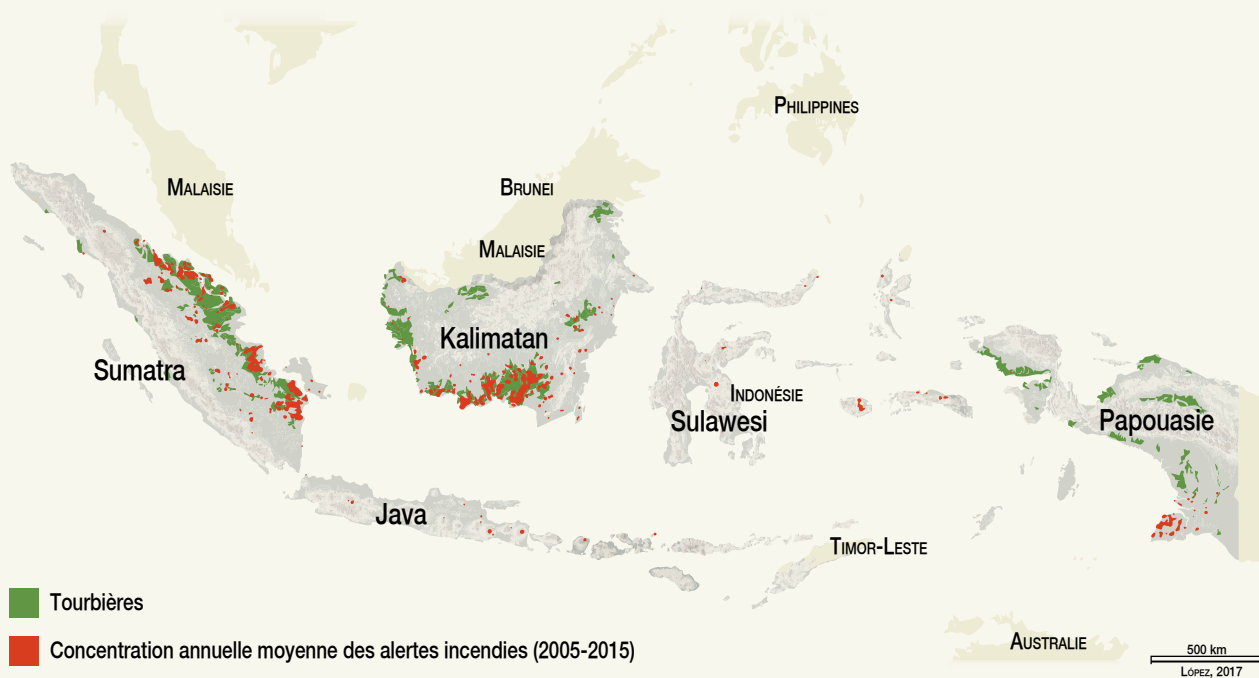 PHILIPPINES
MALAISIE
BRUNEI
MALAISIE
Kalimatan
Sumatra
INDONÉSIE
Sulawesi
Papouasie
Java
TIMOR-LESTE
Tourbières
AUSTRALIE
Concentration annuelle moyenne des alertes incendies (2005-2015)
500 km
LÓPEZ, 2017